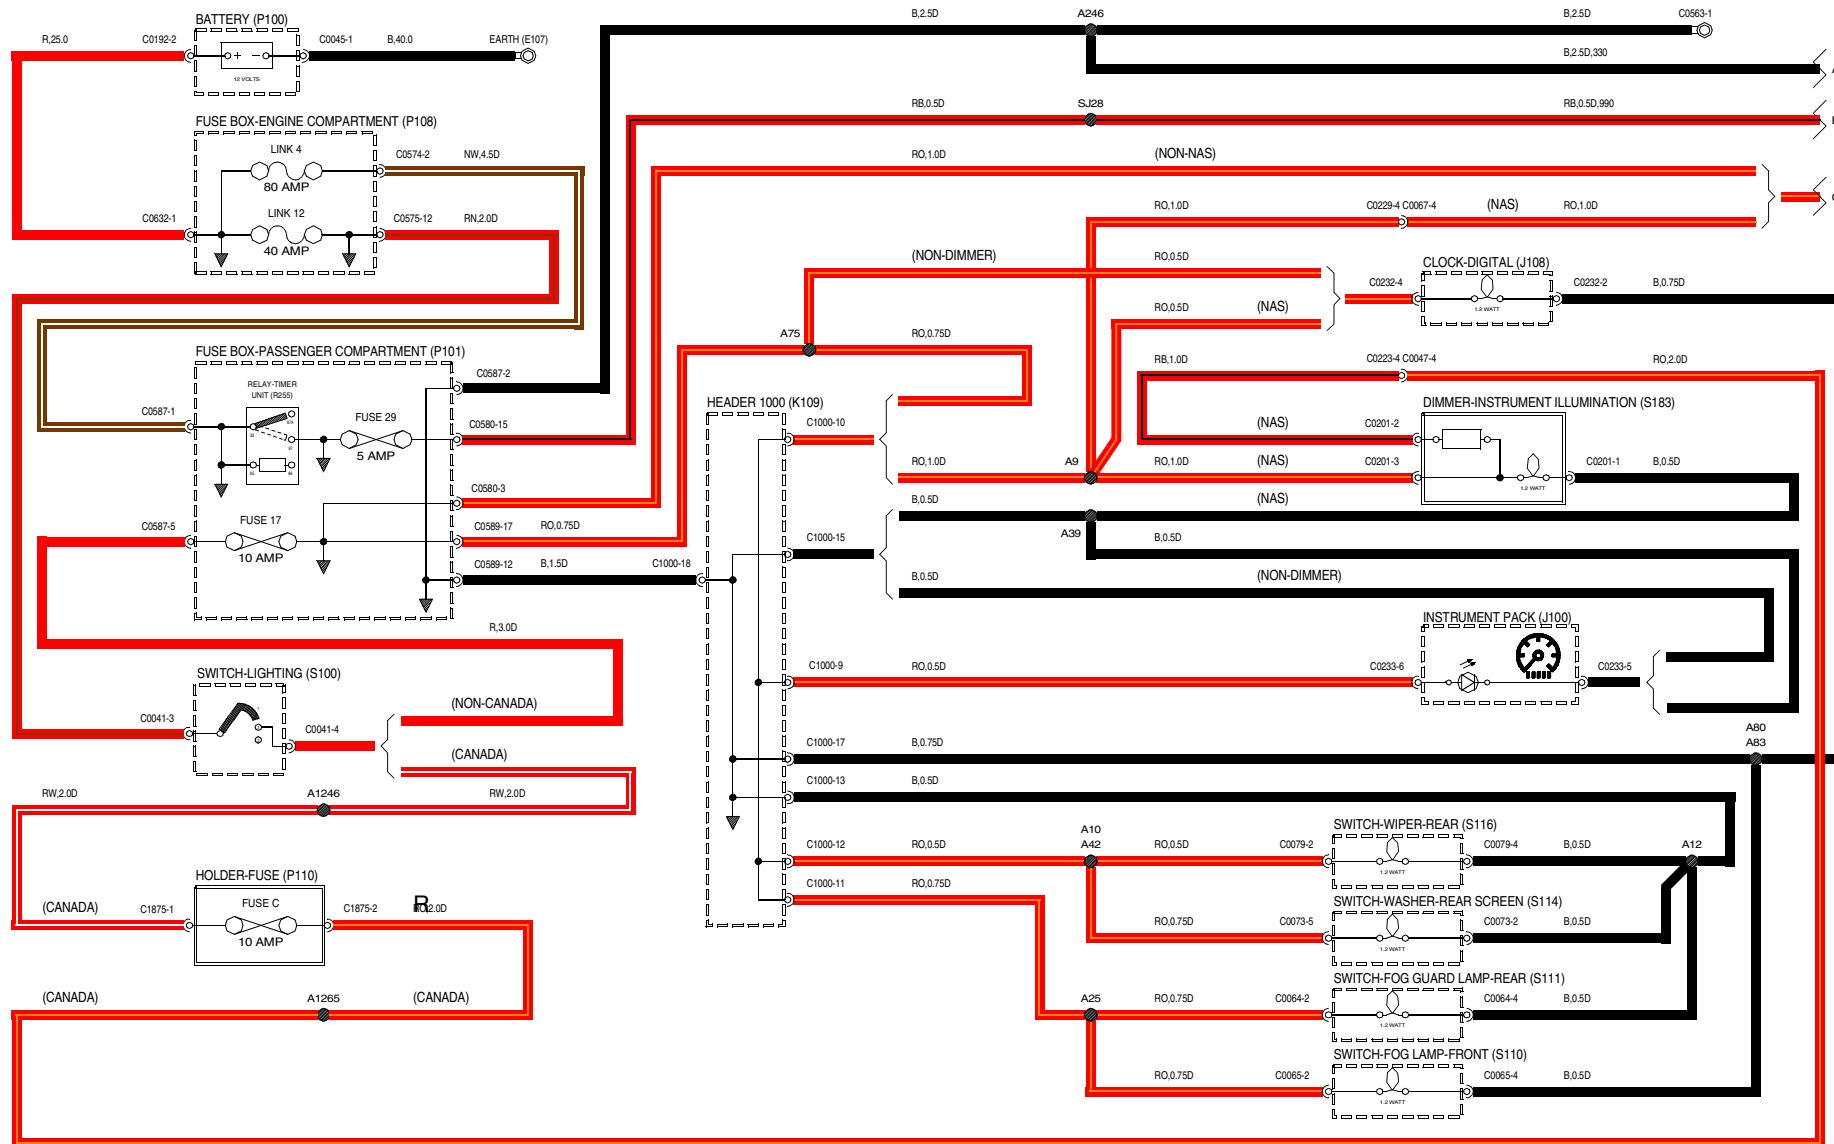 BATTERY (P100)
R,25.0
C0192-2
C0045-1
B,40.0
EARTH (E107)
+ −
12 VOLTS
B,2.5D
A246
B,2.5D
C0563-1
B,2.5D,330
FUSE BOX-ENGINE COMPARTMENT (P108)
LINK 4
80 AMP
C0574-2
NW,4.5D
LINK 12
40 AMP
C0632-1
C0575-12
RN,2.0D
RB,0.5D
SJ28
RB,0.5D,990
RO,1.0D
(NON-NAS)
RO,1.0D
C0229-4 C0067-4
(NAS)
RO,1.0D
(NON-DIMMER)
RO,0.5D
CLOCK-DIGITAL (J108)
C0232-4
C0232-2
B,0.75D
1.2 WATT
RO,0.5D
(NAS)
A75
RO,0.75D
FUSE BOX-PASSENGER COMPARTMENT (P101)
RELAY-TIMER
UNIT (R255)
C0587-2
C0587-1
FUSE 29
5 AMP
C0580-15
30
87A
87
85
86
C0580-3
FUSE 17
10 AMP
C0587-5
C0589-17
RO,0.75D
C0589-12
B,1.5D
C1000-18
RB,1.0D
C0223-4 C0047-4
RO,2.0D
HEADER 1000 (K109)
C1000-10
DIMMER-INSTRUMENT ILLUMINATION (S183)
(NAS)
C0201-2
RO,1.0D
A9
RO,1.0D
(NAS)
C0201-3
C0201-1
B,0.5D
1.2 WATT
B,0.5D
(NAS)
C1000-15
A39
B,0.5D
B,0.5D
(NON-DIMMER)
INSTRUMENT PACK (J100)
R,3.0D
C1000-9
RO,0.5D
C0233-6
C0233-5
SWITCH-LIGHTING (S100)
C0041-3
C0041-4
(NON-CANADA)
(CANADA)
A80
A83
C1000-17
B,0.75D
C1000-13
B,0.5D
RW,2.0D
A1246
RW,2.0D
A10
A42
C1000-12
RO,0.5D
RO,0.5D
C0079-2
SWITCH-WIPER-REAR (S116)
C0079-4
B,0.5D
A12
1.2 WATT
C1000-11
RO,0.75D
HOLDER-FUSE (P110)
FUSE C
10 AMP
(CANADA)
C1875-1
C1875-2
R
RO,2.0D
SWITCH-WASHER-REAR SCREEN (S114)
RO,0.75D
C0073-5
C0073-2
B,0.5D
1.2 WATT
SWITCH-FOG GUARD LAMP-REAR (S111)
(CANADA)
A1265
(CANADA)
A25
RO,0.75D
C0064-2
C0064-4
B,0.5D
1.2 WATT
SWITCH-FOG LAMP-FRONT (S110)
RO,0.75D
C0065-2
C0065-4
B,0.5D
1.2 WATT